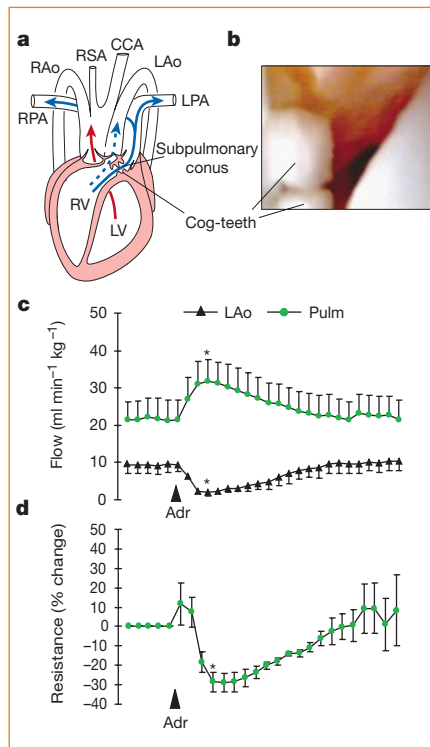 a
RSA
CCA
b
RAo
LAo
RPA
LPA
Subpulmonary
conus
RV
Cog-teeth
LV
c
LAo
Pulm
Flow (ml min⁻¹ kg⁻¹)
50
40
30
20
10
0
*
*
Adr
d
Resistance (% change)
50
40
30
20
10
0
−10
−20
−30
−40
*
Adr